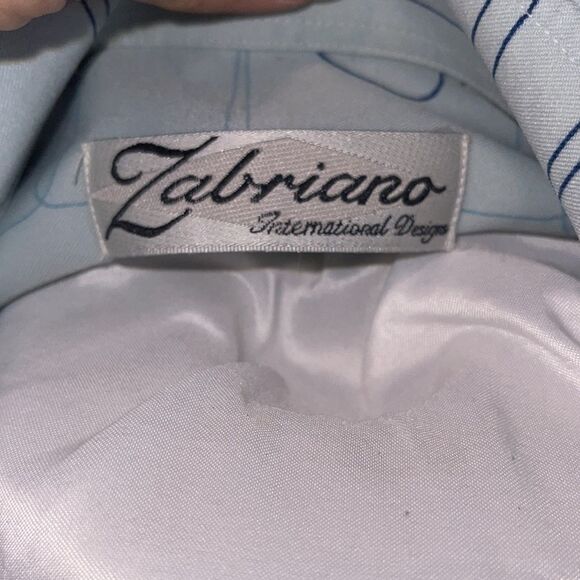 Zabriano
International Designs